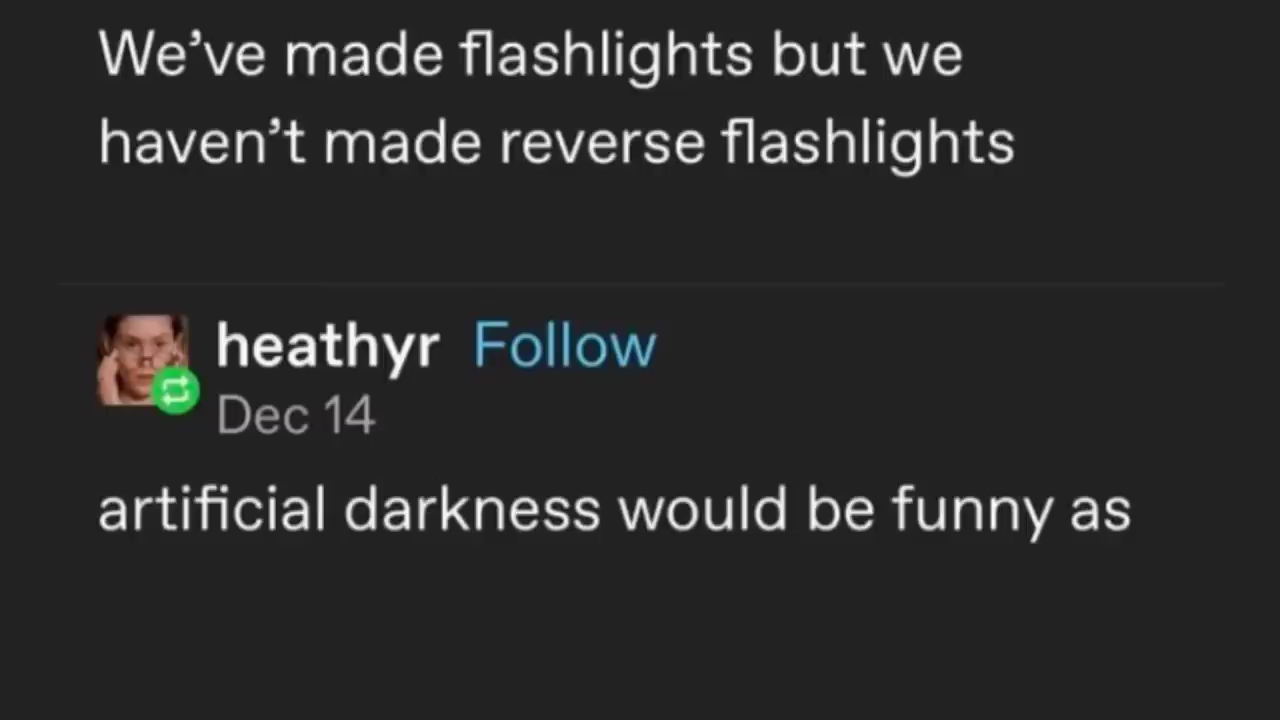 We’ve made flashlights but we
haven’t made reverse flashlights
heathyr Follow
Dec 14
artificial darkness would be funny as